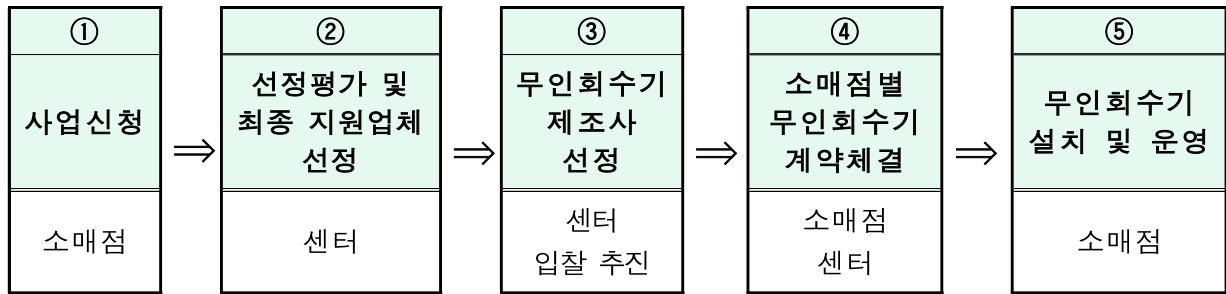 ①
사업신청
소매점
⇒
②
선정평가 및
최종 지원업체
선정
센터
⇒
③
무인회수기
제조사
선정
센터
입찰 추진
⇒
④
소매점별
무인회수기
계약체결
소매점
센터
⇒
⑤
무인회수기
설치 및 운영
소매점